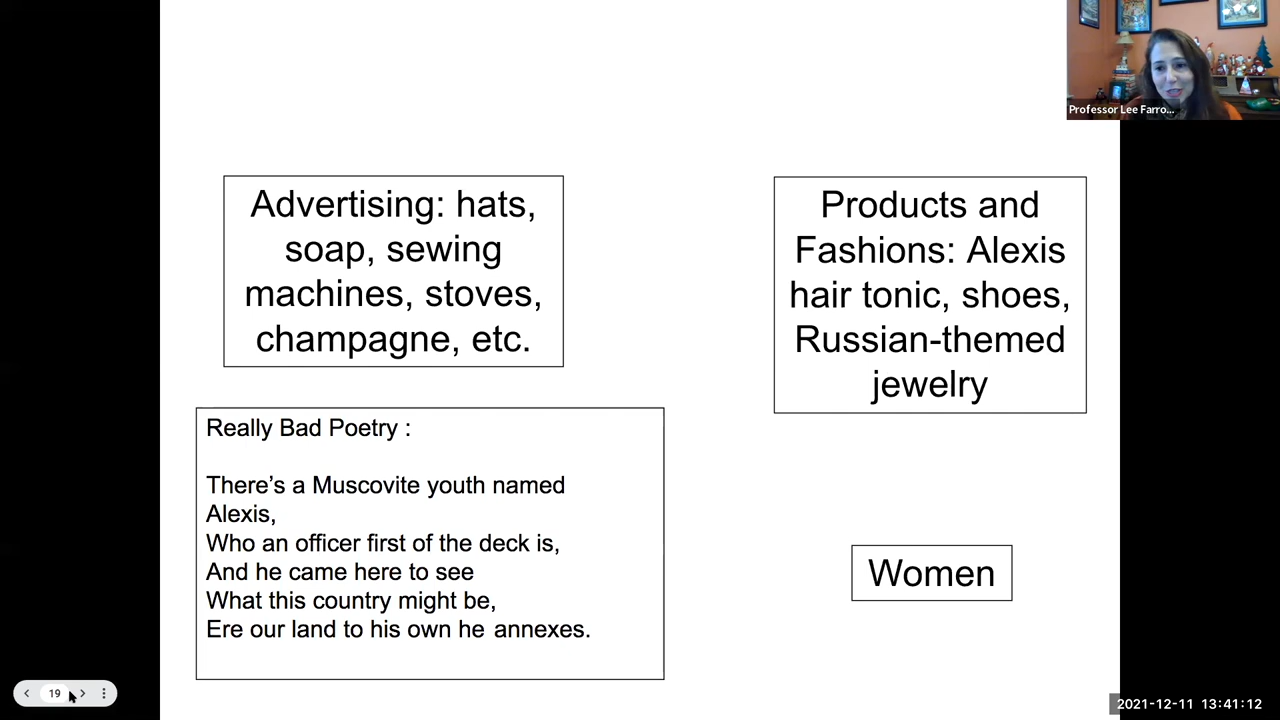 Professor Lee Farro...
Advertising: hats,
soap, sewing
machines, stoves,
champagne, etc.
Products and
Fashions: Alexis
hair tonic, shoes,
Russian-themed
jewelry
Really Bad Poetry :
There’s a Muscovite youth named
Alexis,
Who an officer first of the deck is,
And he came here to see
What this country might be,
Ere our land to his own he annexes.
Women
19
2021-12-11 13:41:12